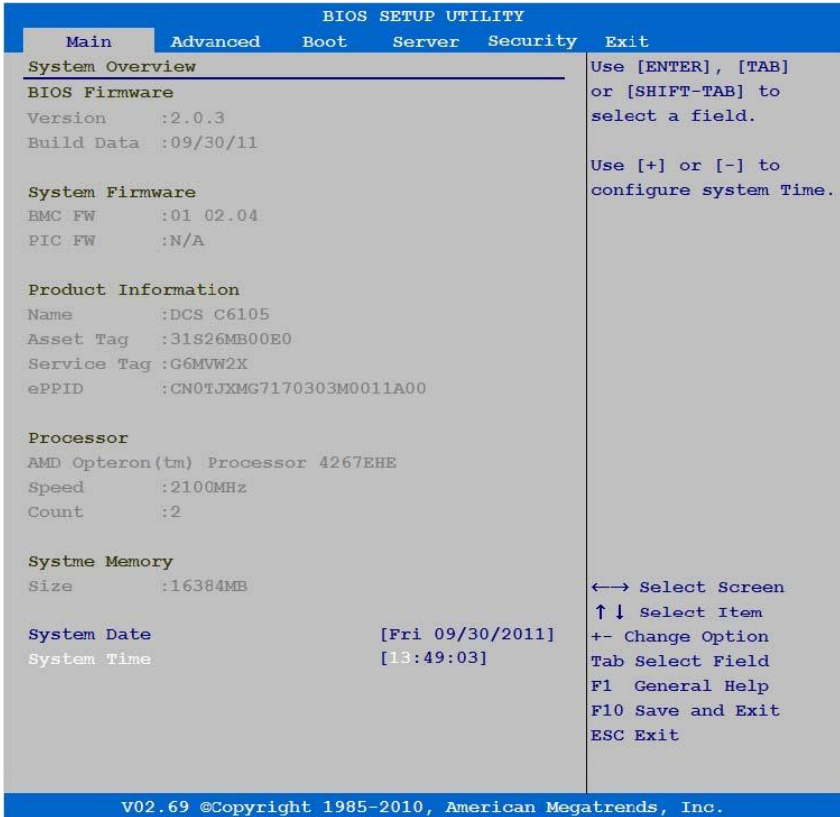 BIOS SETUP UTILITY
Main Advanced Boot Server Security Exit
System Overview
BIOS Firmware
Version :2.0.3
Build Data :09/30/11
System Firmware
BMC FW :01 02.04
PIC FW :N/A
Product Information
Name :DCS C6105
Asset Tag :31S26MB00E0
Service Tag :G6MVW2X
ePPID :CN0TJXMG7170303M0011A00
Processor
AMD Opteron(tm) Processor 4267EHE
Speed :2100MHz
Count :2
Systme Memory
Size :16384MB
System Date [Fri 09/30/2011]
System Time [13:49:03]
Use [ENTER], [TAB]
or [SHIFT-TAB] to
select a field.
Use [+] or [-] to
configure system Time.
←→ Select Screen
↑↓ Select Item
+- Change Option
Tab Select Field
F1 General Help
F10 Save and Exit
ESC Exit
V02.69 ©Copyright 1985-2010, American Megatrends, Inc.